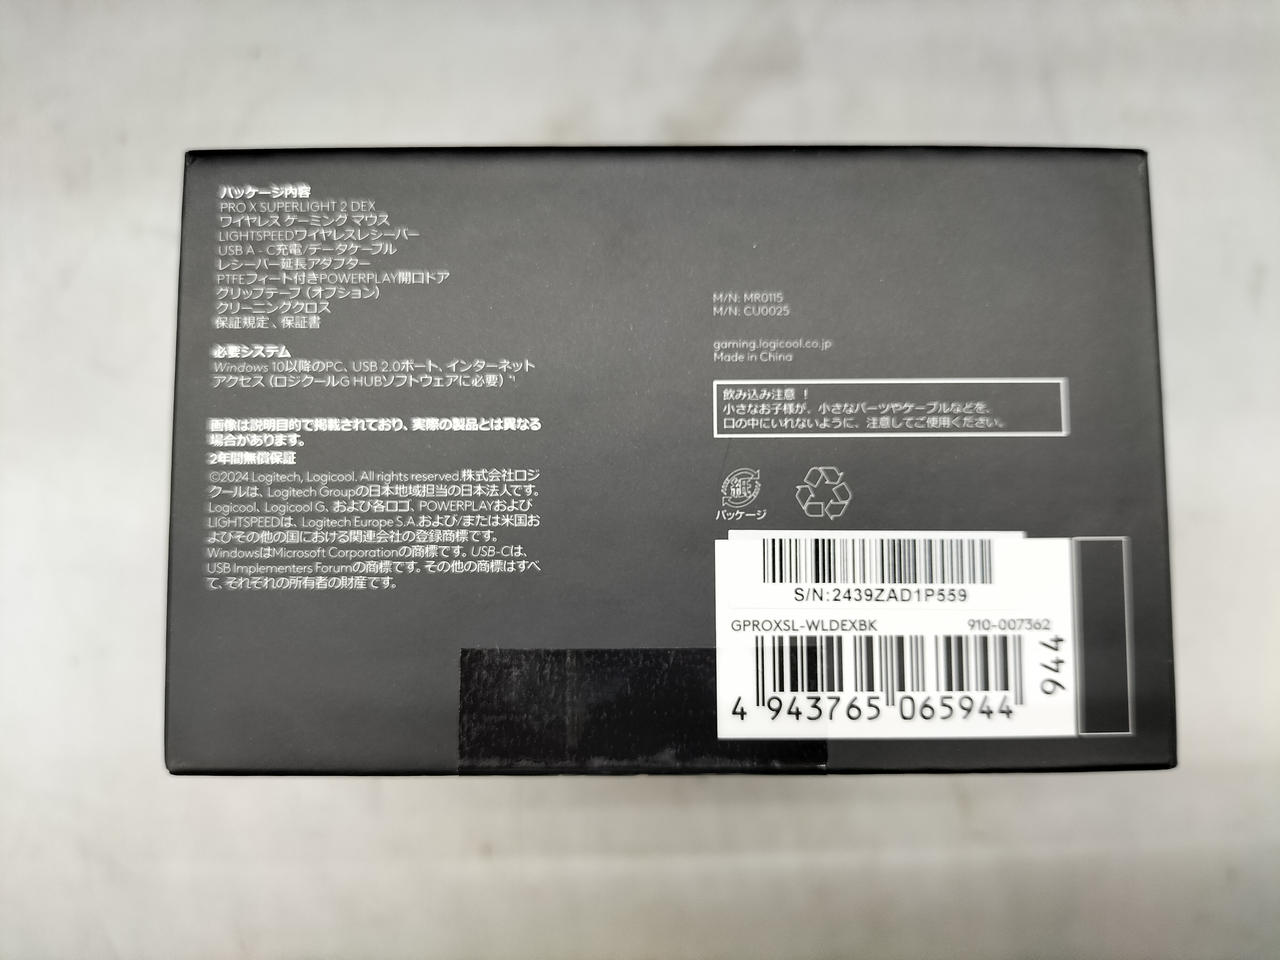 パッケージ内容
PRO X SUPERLIGHT 2 DEX
ワイヤレス ゲーミング マウス
LIGHTSPEEDワイヤレスレシーバー
USB A - C充電/データケーブル
レシーバー延長アダプター
PTFEフィート付きPOWERPLAY開口ドア
グリップテープ (オプション)
クリーニングクロス
保証規定、保証書
必要システム
Windows 10以降のPC、USB 2.0ポート、インターネット
アクセス (ロジクールG HUBソフトウェアに必要) *¹
画像は説明目的で掲載されており、実際の製品とは異なる
場合があります。
2年間無償保証
©2024 Logitech, Logicool. All rights reserved.株式会社ロジ
クールは、Logitech Groupの日本地域担当の日本法人です。
Logicool、Logicool G、および各ロゴ、POWERPLAYおよび
LIGHTSPEEDは、Logitech Europe S.A.および/または米国お
よびその他の国における関連会社の登録商標です。
WindowsはMicrosoft Corporationの商標です。USB-Cは、
USB Implementers Forumの商標です。その他の商標はすべ
て、それぞれの所有者の財産です。
M/N: MR0115
M/N: CU0025
gaming.logicool.co.jp
Made in China
飲み込み注意 !
小さなお子様が、小さなパーツやケーブルなどを、
口の中にいれないように、注意してご使用ください。
紙
パッケージ
S/N:2439ZAD1P559
GPROXSL-WLDEXBK 910-007362
944
4 943765 065944